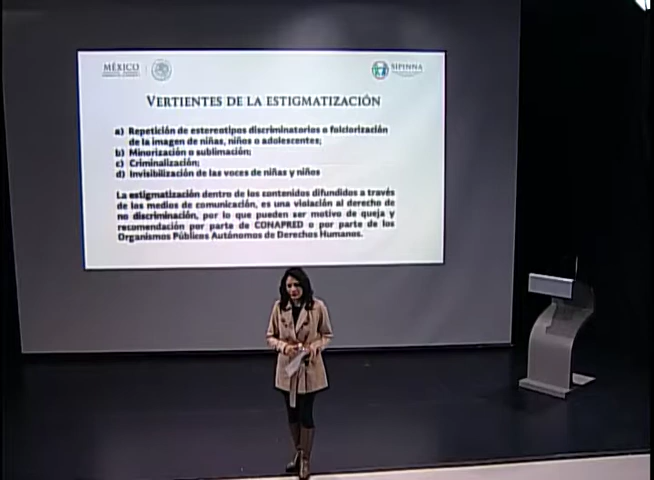 MÉXICO
SIPINNA
VERTIENTES DE LA ESTIGMATIZACIÓN
a) Repetición de estereotipos discriminatorios o folclorización
de la imagen de niñas, niños o adolescentes;
b) Minorización o sublimación;
c) Criminalización;
d) Invisibilización de las voces de niñas y niños
La estigmatización dentro de los contenidos difundidos a través
de los medios de comunicación, es una violación al derecho de
no discriminación, por lo que pueden ser motivo de queja y
recomendación por parte de CONAPRED o por parte de los
Organismos Públicos Autónomos de Derechos Humanos.